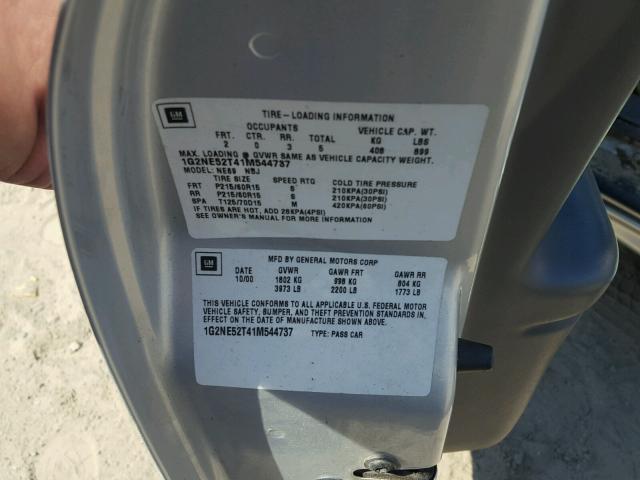 GM
TIRE-LOADING INFORMATION
OCCUPANTS VEHICLE CAP. WT.
FRT. CTR. RR. TOTAL KG LBS
2 0 3 5 408 899
MAX. LOADING @ GVWR SAME AS VEHICLE CAPACITY WEIGHT.
1G2NE52T41M544737
MODEL: NE69 NBJ
TIRE SIZE SPEED RTG COLD TIRE PRESSURE
FRT P215/60R15 S 210KPA(30PSI)
RR P215/60R15 S 210KPA(30PSI)
SPA T125/70D15 M 420KPA(60PSI)
IF TIRES ARE HOT, ADD 28KPA(4PSI)
SEE OWNER'S MANUAL FOR MORE INFORMATION
GM
MFD BY GENERAL MOTORS CORP
DATE GVWR GAWR FRT GAWR RR
10/00 1802 KG 998 KG 804 KG
3973 LB 2200 LB 1773 LB
THIS VEHICLE CONFORMS TO ALL APPLICABLE U.S. FEDERAL MOTOR
VEHICLE SAFETY, BUMPER, AND THEFT PREVENTION STANDARDS IN
EFFECT ON THE DATE OF MANUFACTURE SHOWN ABOVE.
1G2NE52T41M544737 TYPE: PASS CAR